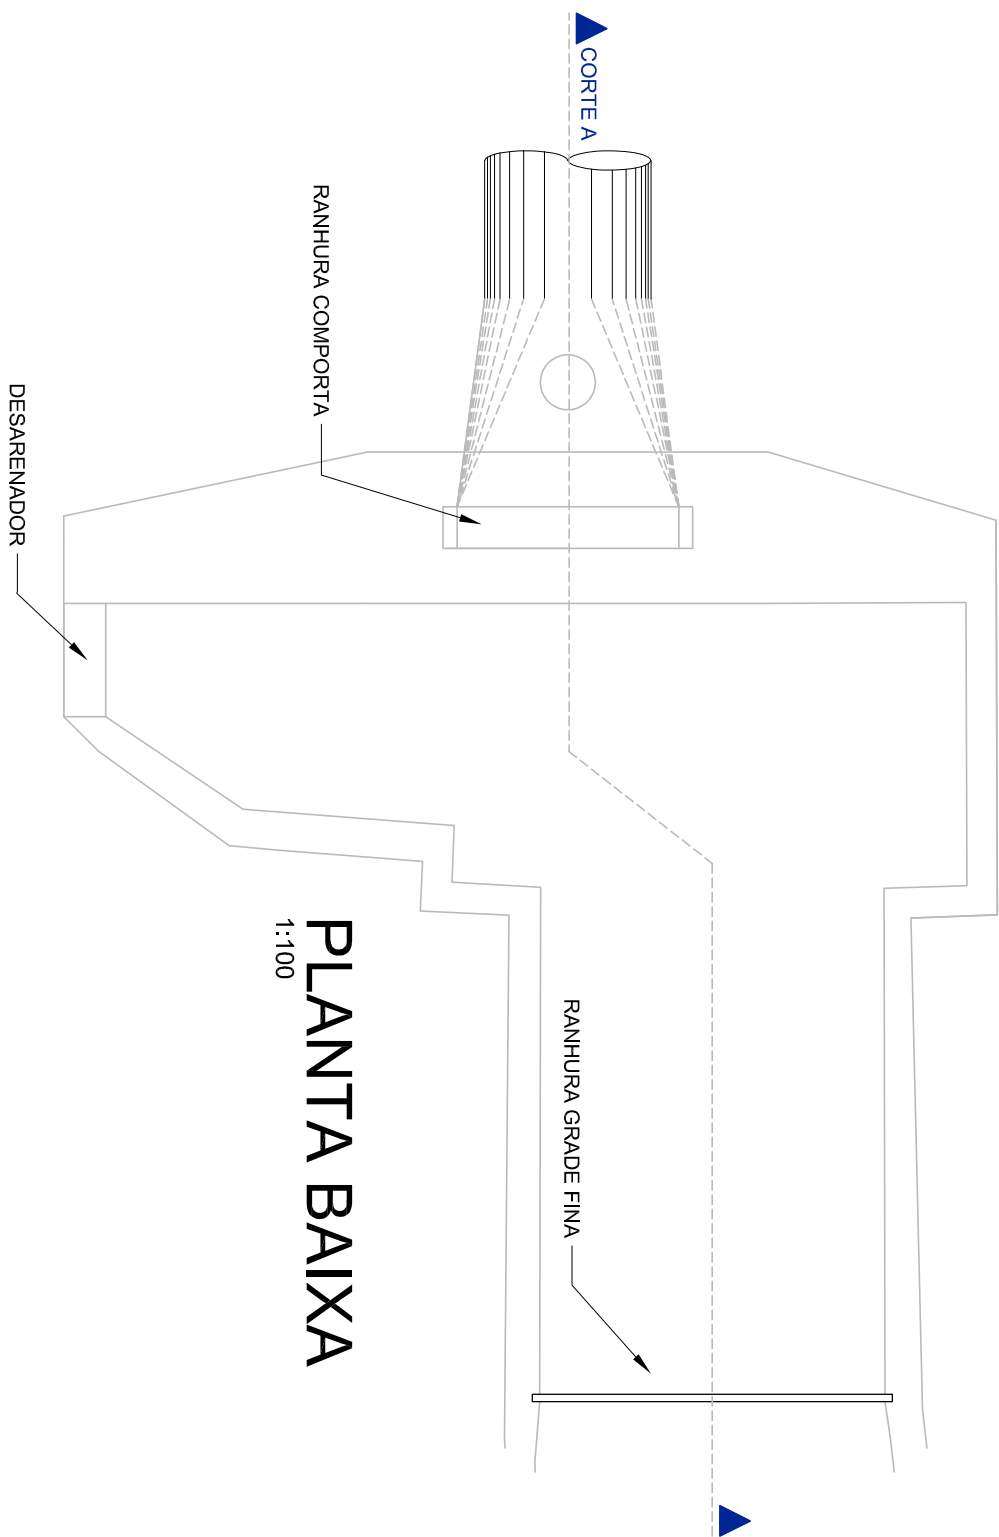 CORTE A
RANHURA COMPORTA
DESARENADOR
RANHURA GRADE FINA
PLANTA BAIXA
1:100